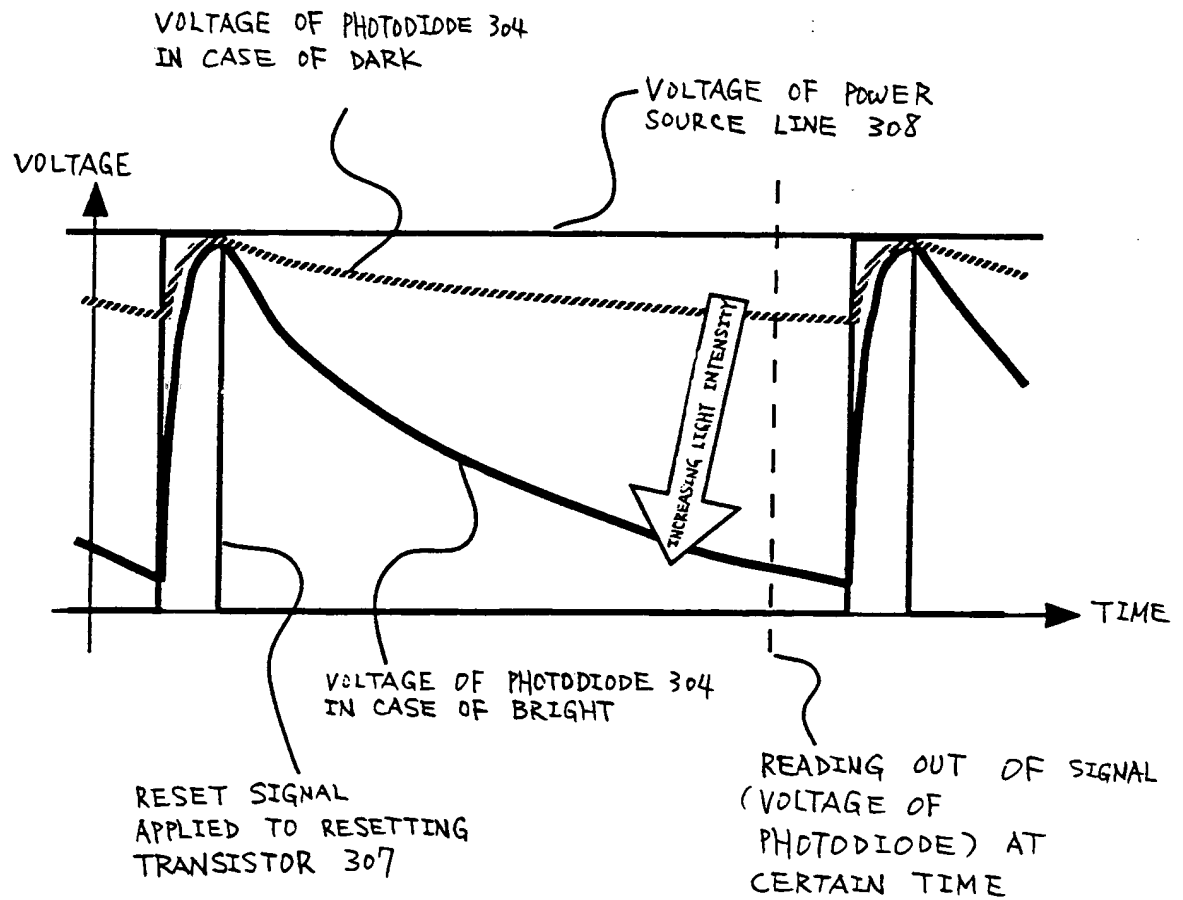 VOLTAGE OF PHOTODIODE 304
IN CASE OF DARK
VOLTAGE OF POWER
SOURCE LINE 308
VOLTAGE
INCREASING LIGHT INTENSITY
TIME
VOLTAGE OF PHOTODIODE 304
IN CASE OF BRIGHT
RESET SIGNAL
APPLIED TO RESETTING
TRANSISTOR 307
READING OUT OF SIGNAL
(VOLTAGE OF
PHOTODIODE) AT
CERTAIN TIME